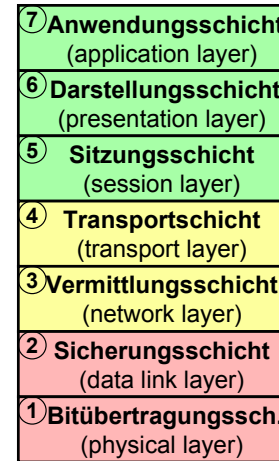 7 Anwendungsschicht
(application layer)
6 Darstellungsschicht
(presentation layer)
5 Sitzungsschicht
(session layer)
4 Transportschicht
(transport layer)
3 Vermittlungsschicht
(network layer)
2 Sicherungsschicht
(data link layer)
1 Bitübertragungssch.
(physical layer)